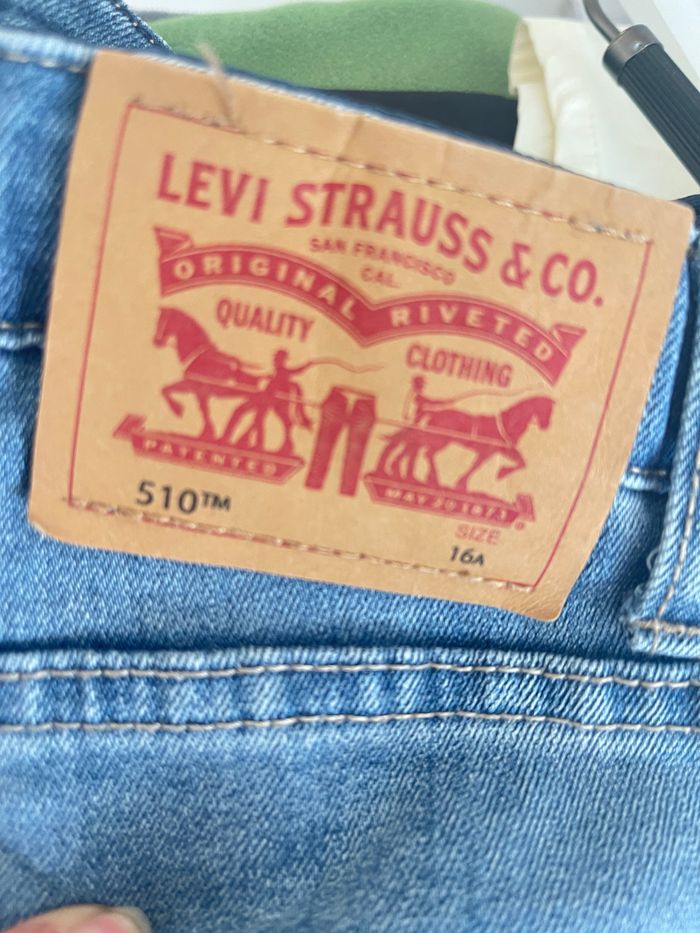 LEVI STRAUSS & CO.
SAN FRANCISCO
CAL.
ORIGINAL RIVETED
QUALITY CLOTHING
PATENTED MAY 20 1873
510™
SIZE
16A